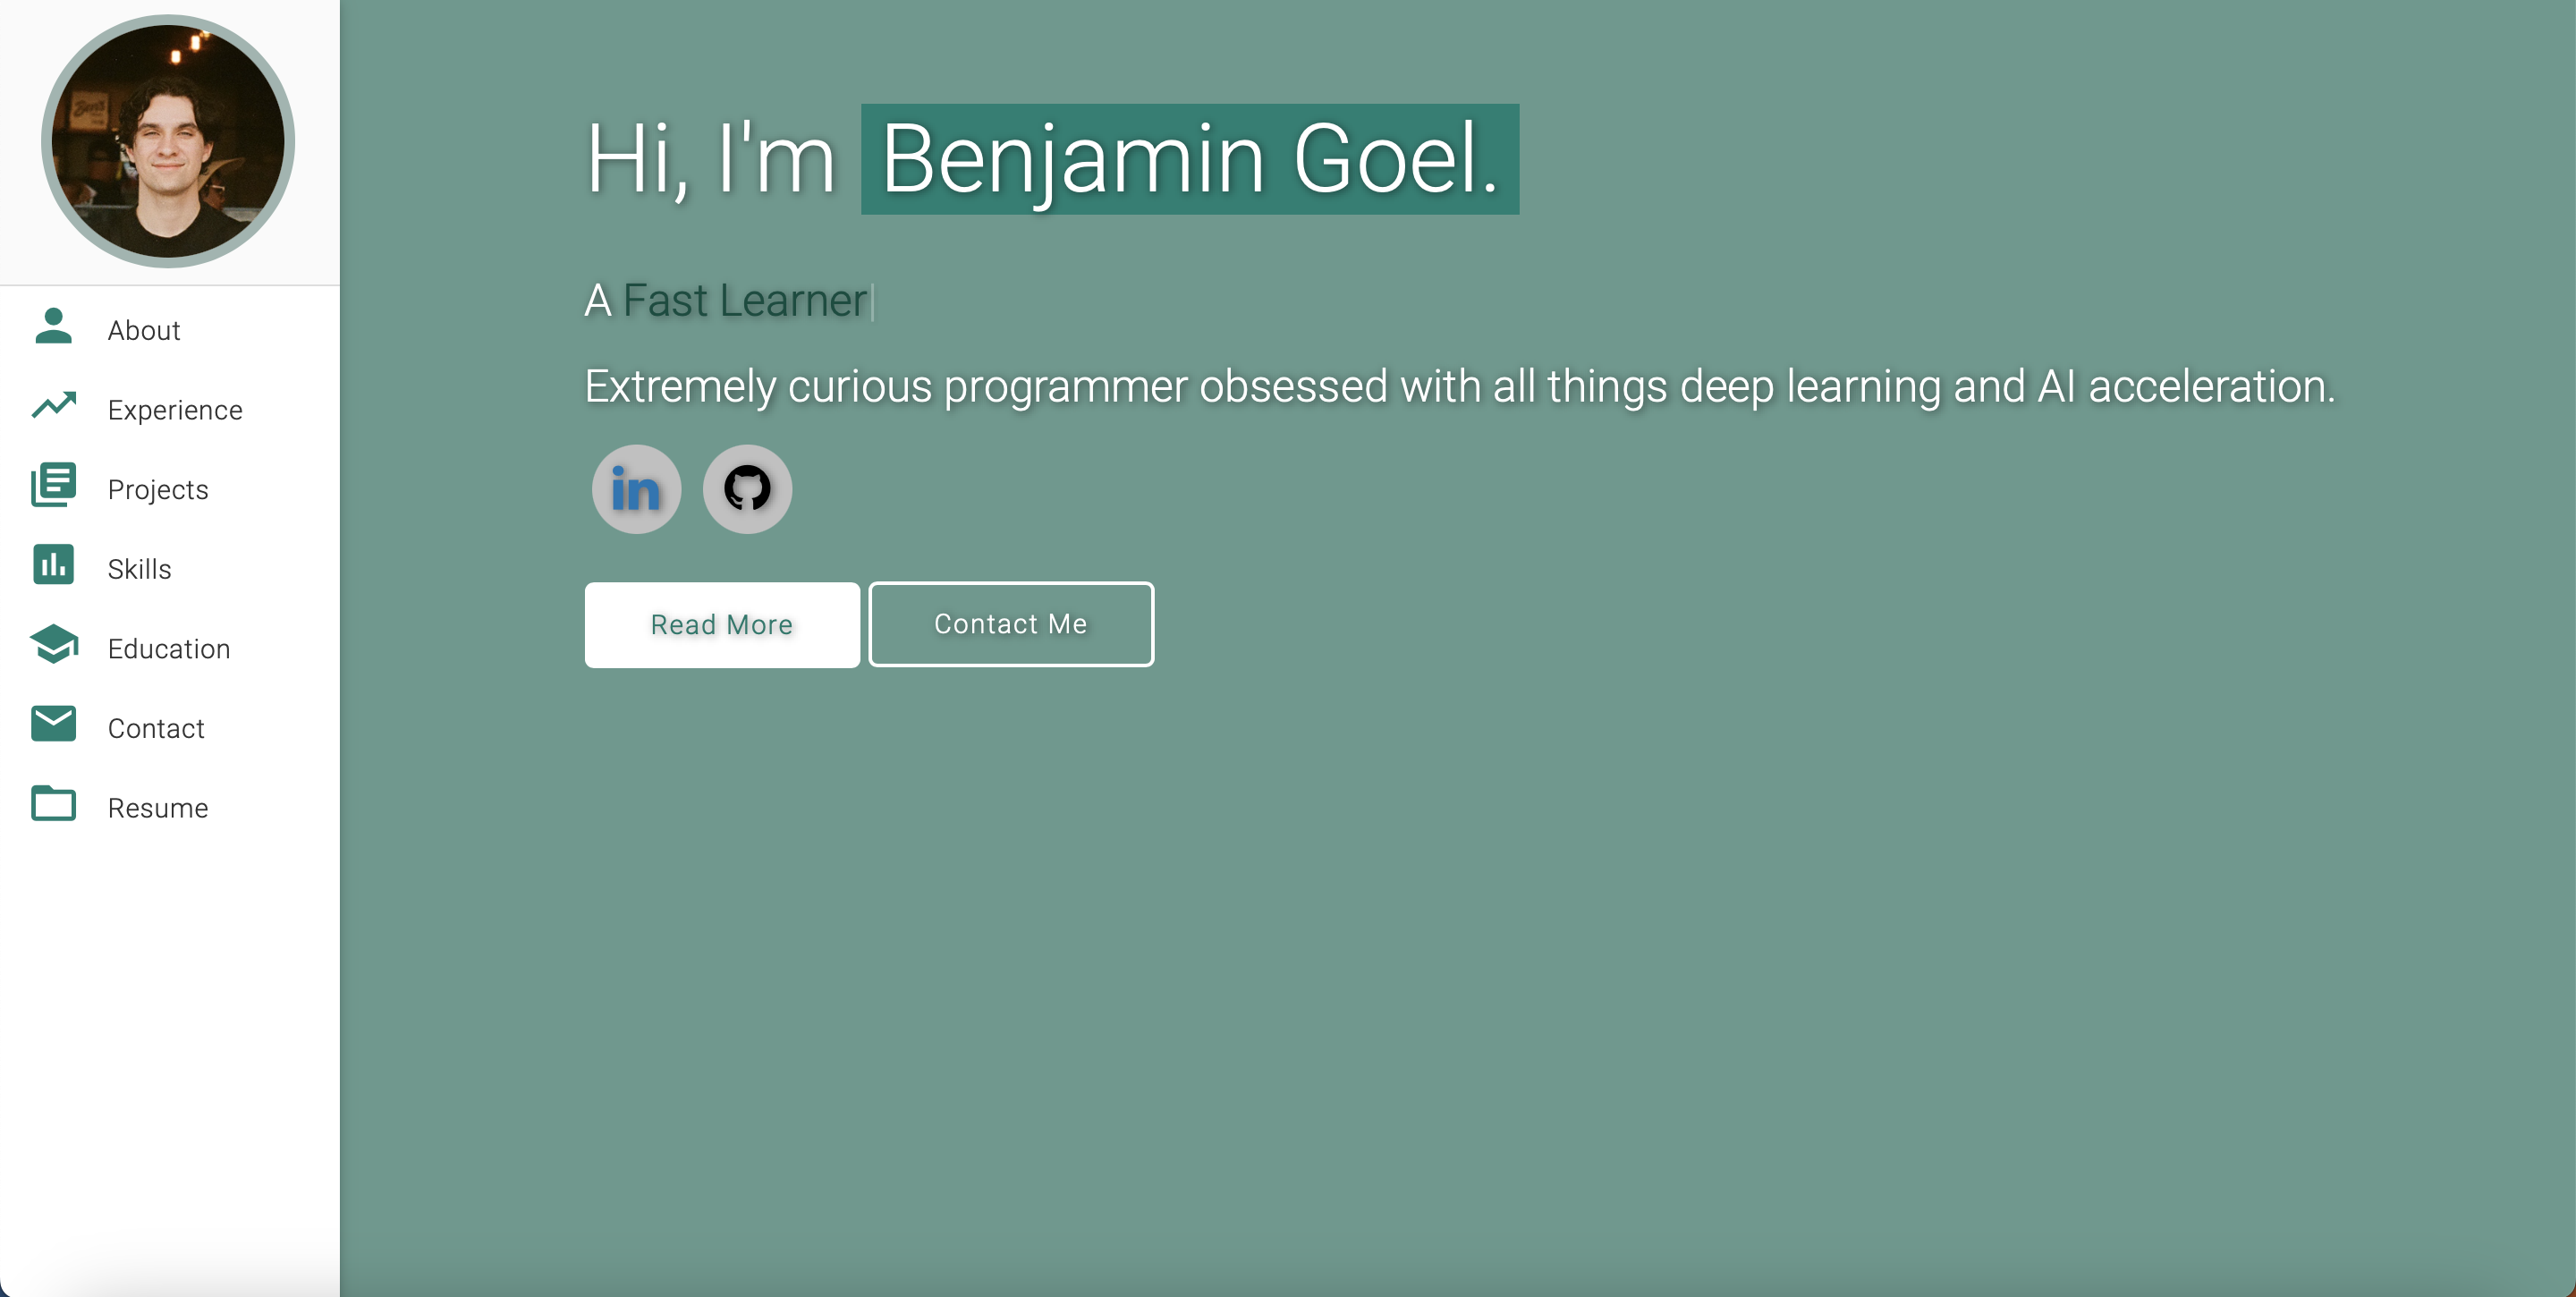 About
Experience
Projects
Skills
Education
Contact
Resume
Hi, I'm Benjamin Goel.
A Fast Learner
Extremely curious programmer obsessed with all things deep learning and AI acceleration.
in
Read More
Contact Me